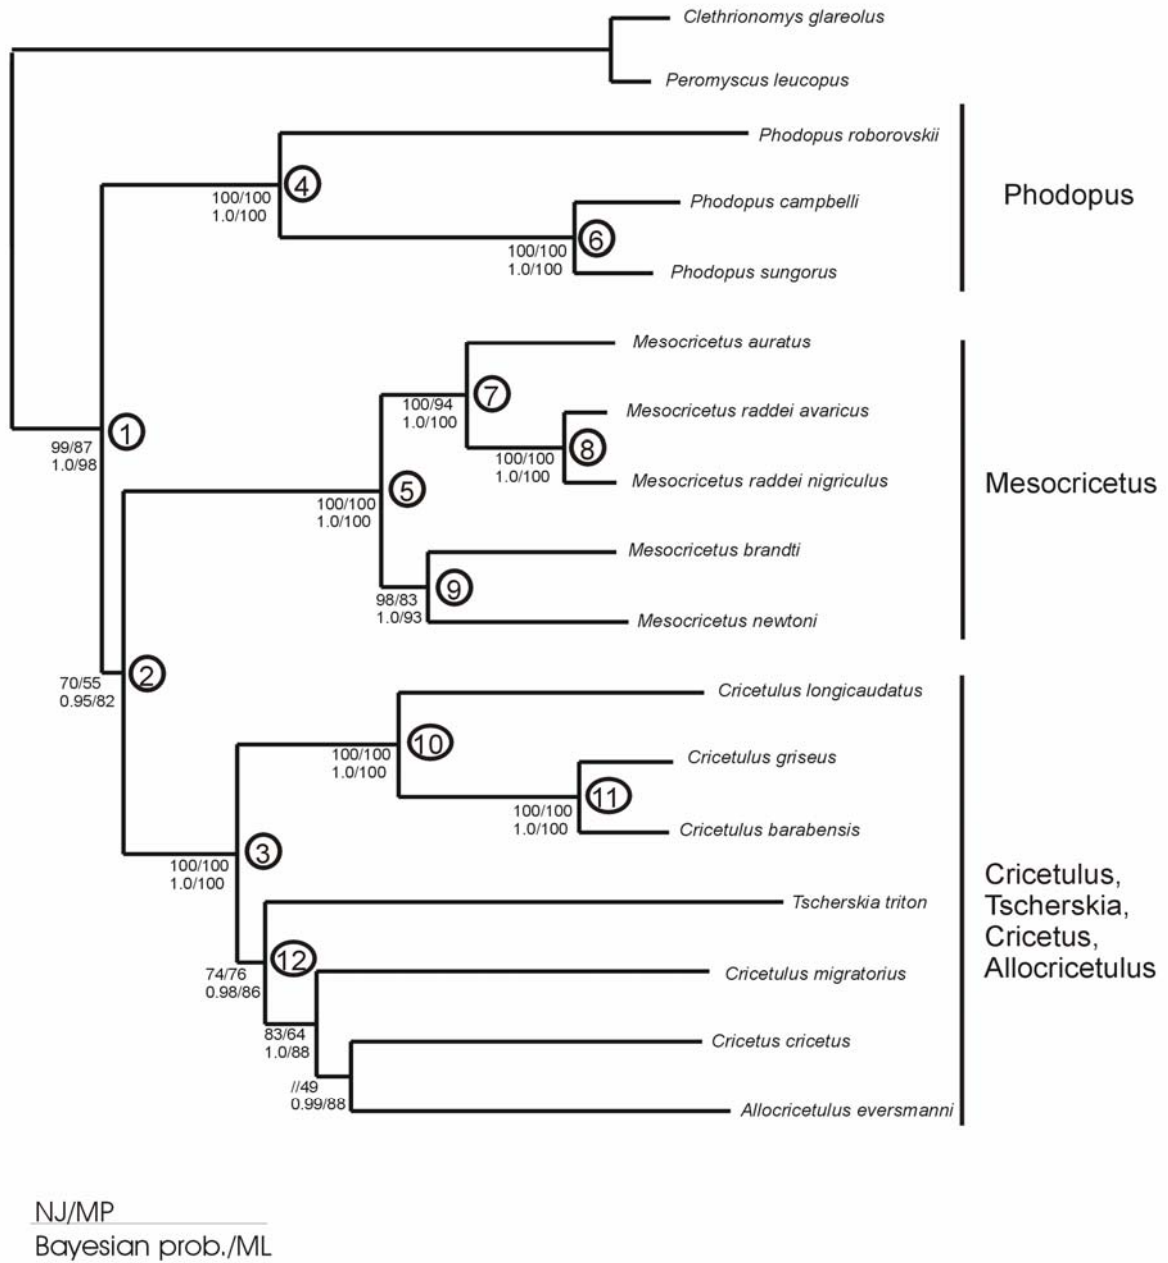 Clethrionomys glareolus
Peromyscus leucopus
Phodopus roborovskii
4
100/100
1.0/100
Phodopus campbelli
6
100/100
1.0/100
Phodopus sungorus
Phodopus
Mesocricetus auratus
7
100/94
1.0/100
Mesocricetus raddei avaricus
8
100/100
1.0/100
Mesocricetus raddei nigriculus
1
99/87
1.0/98
5
100/100
1.0/100
Mesocricetus
Mesocricetus brandti
9
98/83
1.0/93
Mesocricetus newtoni
2
70/55
0.95/82
Cricetulus longicaudatus
10
100/100
1.0/100
Cricetulus griseus
11
100/100
1.0/100
Cricetulus barabensis
3
100/100
1.0/100
Cricetulus,
Tscherskia,
Cricetus,
Allocricetulus
Tscherskia triton
12
74/76
0.98/86
Cricetulus migratorius
83/64
1.0/88
Cricetus cricetus
//49
0.99/88
Allocricetulus eversmanni
NJ/MP
Bayesian prob./ML